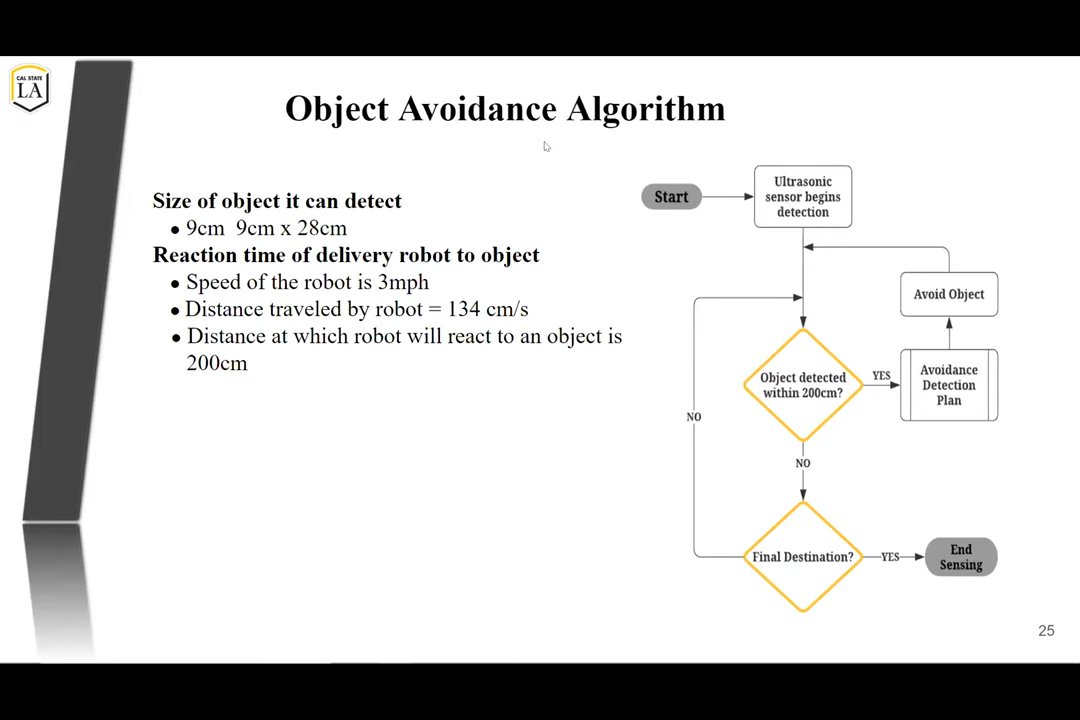 CAL STATE
LA
Object Avoidance Algorithm
Size of object it can detect
• 9cm 9cm x 28cm
Reaction time of delivery robot to object
• Speed of the robot is 3mph
• Distance traveled by robot = 134 cm/s
• Distance at which robot will react to an object is
200cm
Start
Ultrasonic
sensor begins
detection
Avoid Object
Avoidance
Detection
Plan
Object detected
within 200cm?
YES
NO
NO
Final Destination?
YES
End
Sensing
25